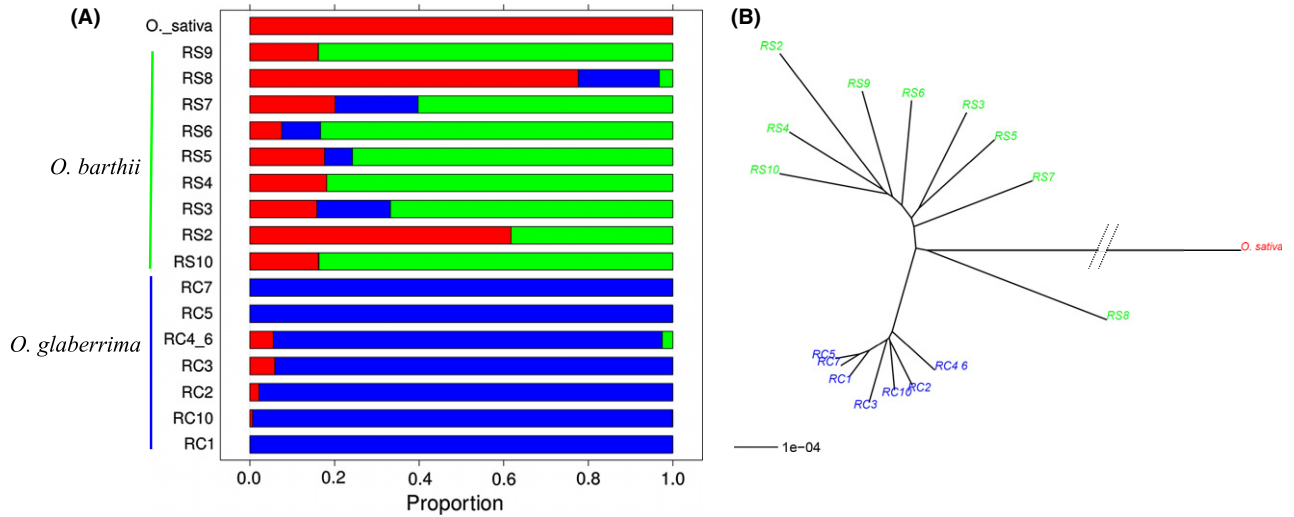 (A)
O._sativa
RS9
RS8
RS7
RS6
RS5
RS4
RS3
RS2
RS10
RC7
RC5
RC4_6
RC3
RC2
RC10
RC1
O. barthii
O. glaberrima
0.0 0.2 0.4 0.6 0.8 1.0
Proportion
(B)
RS2
RS9
RS6
RS3
RS4
RS5
RS10
RS7
O. sativa
RS8
RC5
RC7
RC4 6
RC1
RC2
RC10
RC3
1e−04